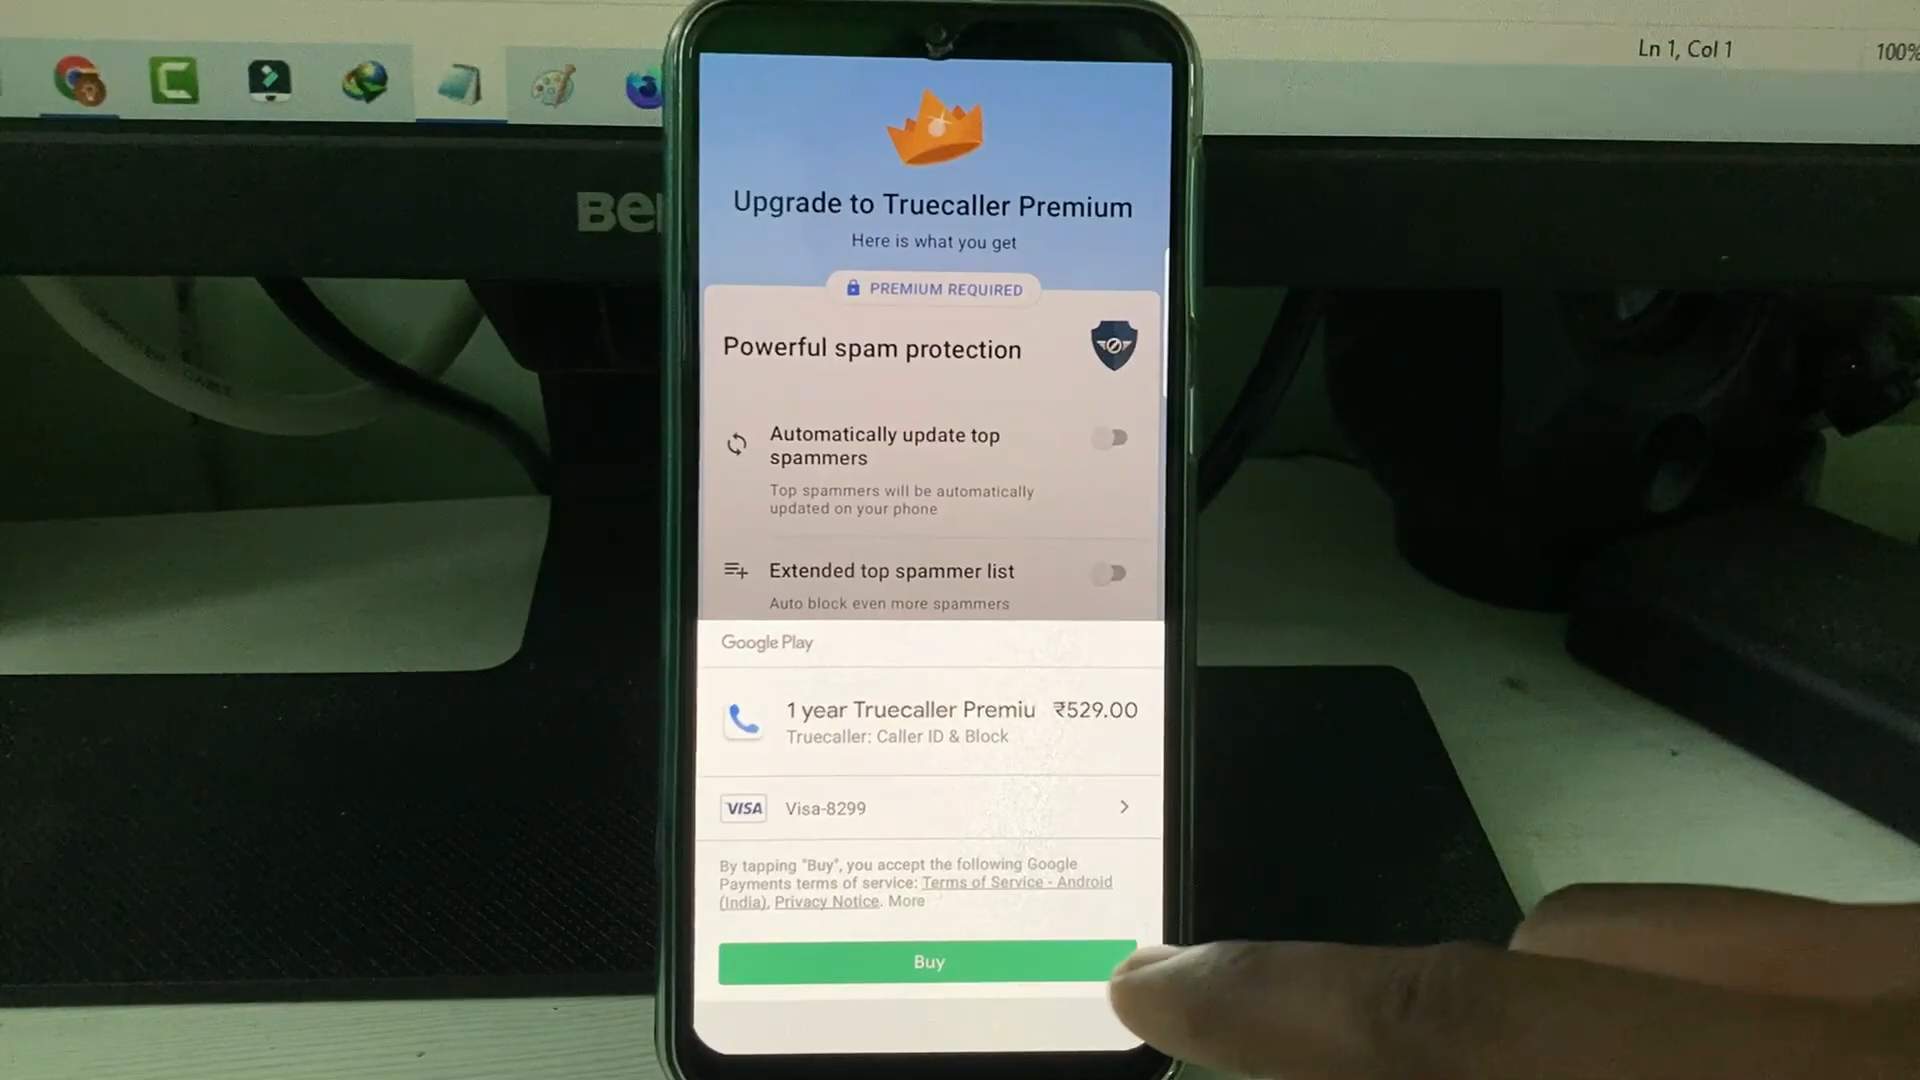 Ln 1, Col 1
100%
Upgrade to Truecaller Premium
Here is what you get
PREMIUM REQUIRED
Powerful spam protection
Automatically update top
spammers
Top spammers will be automatically
updated on your phone
Extended top spammer list
Auto block even more spammers
Google Play
1 year Truecaller Premiu ₹529.00
Truecaller: Caller ID & Block
VISA Visa-8299
By tapping "Buy", you accept the following Google
Payments terms of service: Terms of Service - Android
(India), Privacy Notice. More
Buy